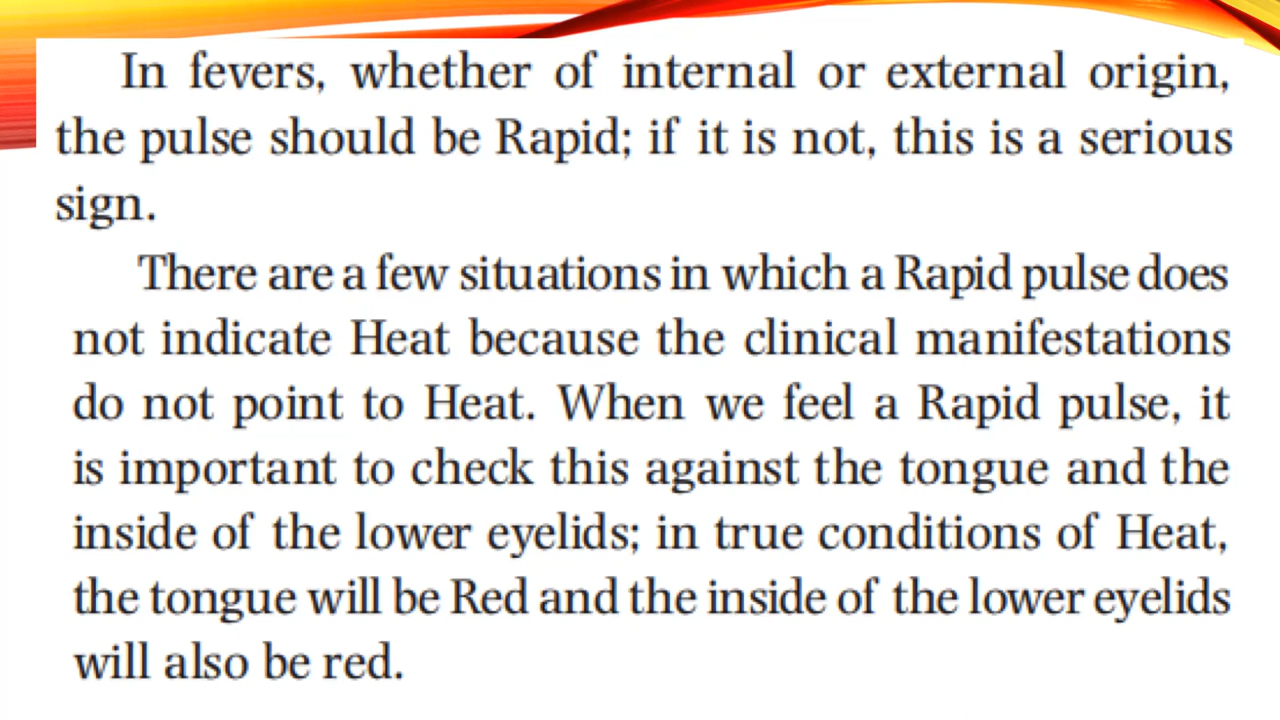 In fevers, whether of internal or external origin,
the pulse should be Rapid; if it is not, this is a serious
sign.
There are a few situations in which a Rapid pulse does
not indicate Heat because the clinical manifestations
do not point to Heat. When we feel a Rapid pulse, it
is important to check this against the tongue and the
inside of the lower eyelids; in true conditions of Heat,
the tongue will be Red and the inside of the lower eyelids
will also be red.